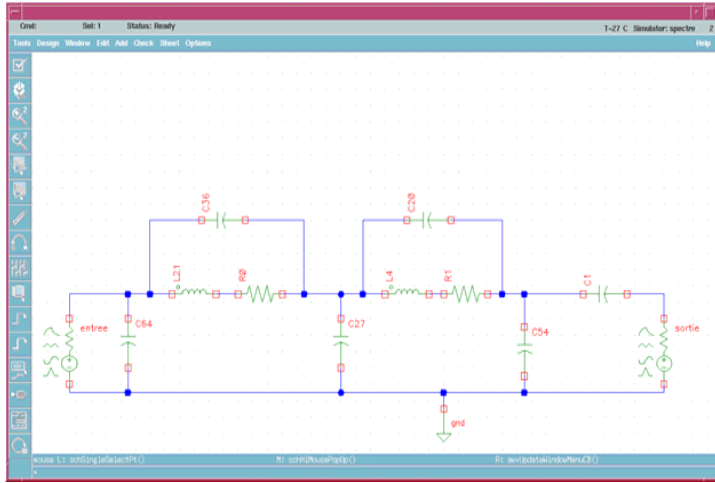 Cmd: Sel: 1 Status: Ready T=27 C Simulator: spectre 2
Tools Design Window Edit Add Check Sheet Options Help
C36
C20
L21
R0
L4
R1
C1
entree
C64
C27
C54
sortie
gnd
mouse L: schSingleSelectPt() M: schHiMousePopUp() R: awvUpdateWindowMenuCB()
>